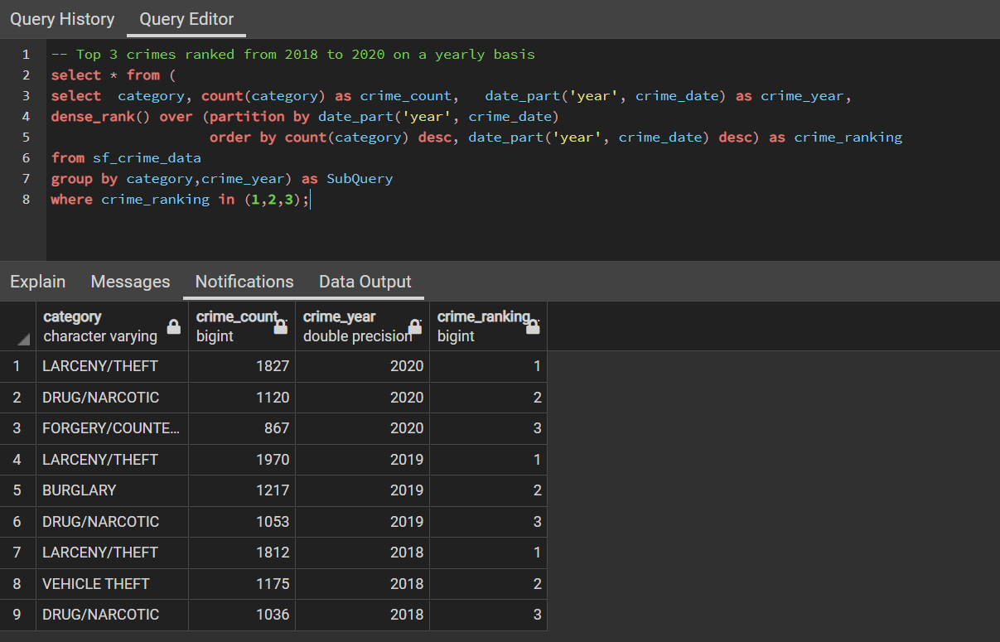 Query History Query Editor
1 -- Top 3 crimes ranked from 2018 to 2020 on a yearly basis
2 select * from (
3 select  category, count(category) as crime_count,   date_part('year', crime_date) as crime_year,
4 dense_rank() over (partition by date_part('year', crime_date)
5                    order by count(category) desc, date_part('year', crime_date) desc) as crime_ranking
6 from sf_crime_data
7 group by category,crime_year) as SubQuery
8 where crime_ranking in (1,2,3);
Explain Messages Notifications Data Output
category crime_count crime_year crime_ranking
character varying bigint double precision bigint
1 LARCENY/THEFT 1827 2020 1
2 DRUG/NARCOTIC 1120 2020 2
3 FORGERY/COUNTE... 867 2020 3
4 LARCENY/THEFT 1970 2019 1
5 BURGLARY 1217 2019 2
6 DRUG/NARCOTIC 1053 2019 3
7 LARCENY/THEFT 1812 2018 1
8 VEHICLE THEFT 1175 2018 2
9 DRUG/NARCOTIC 1036 2018 3